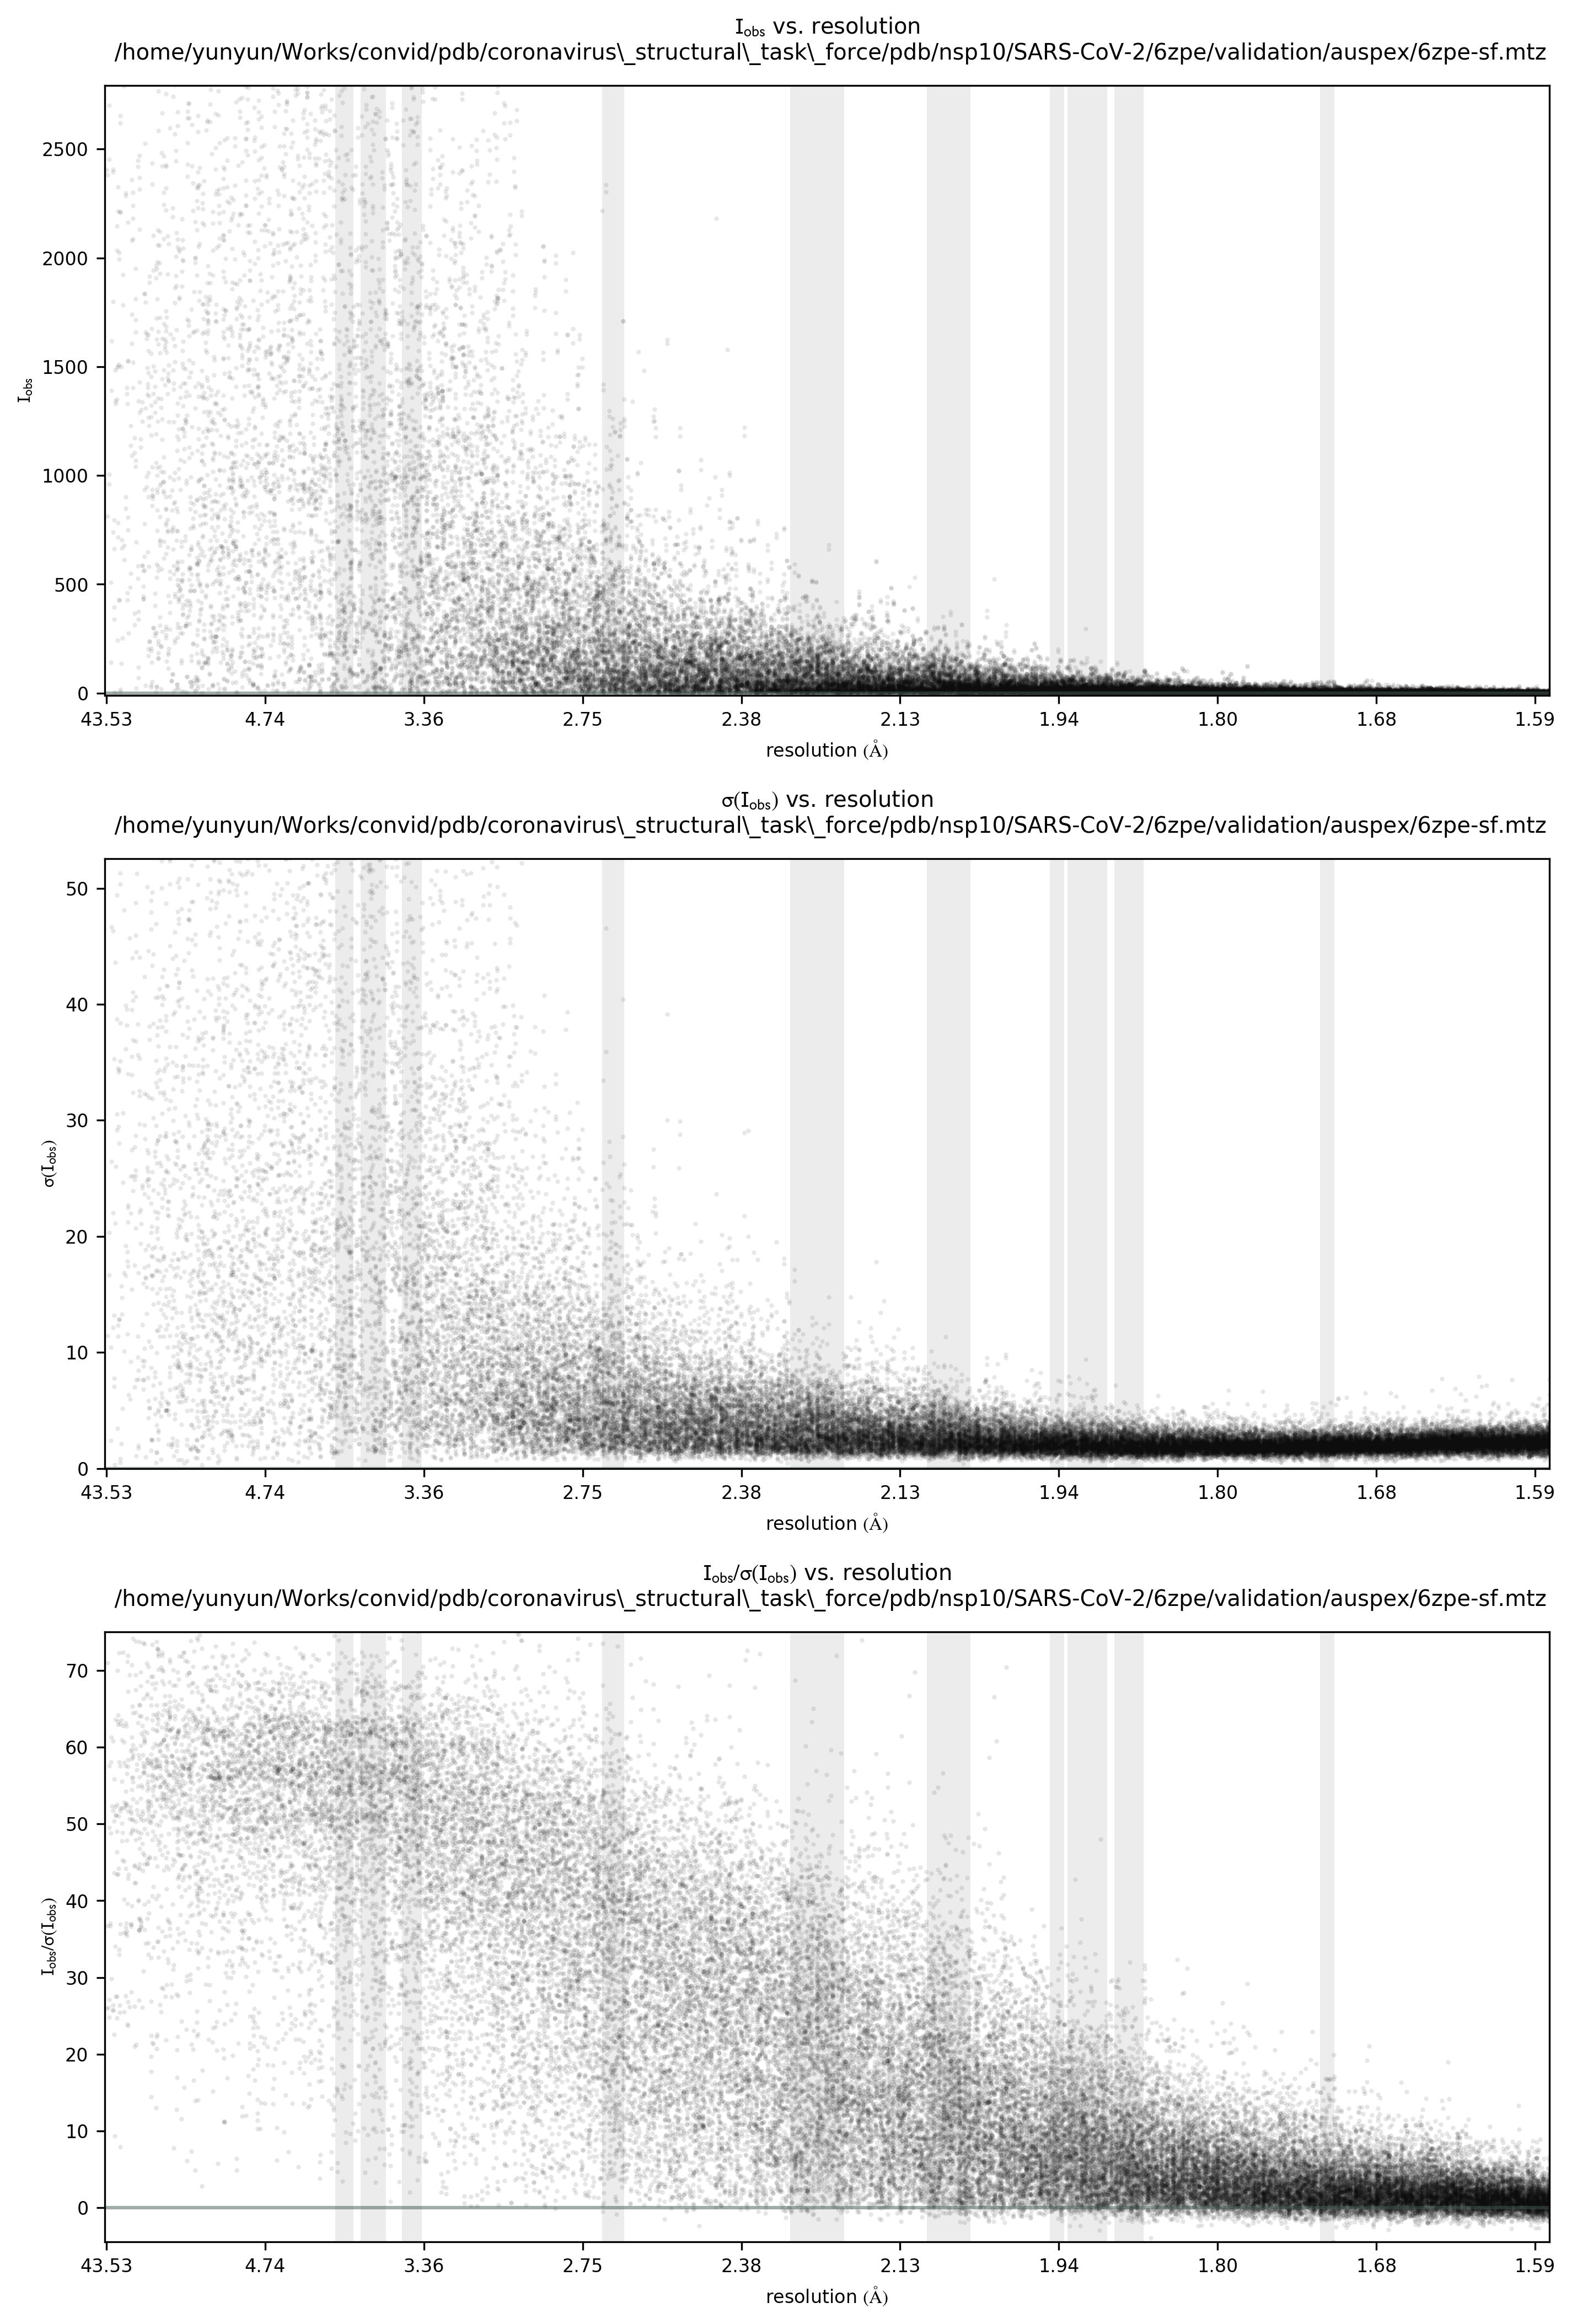 Iobs vs. resolution
/home/yunyun/Works/convid/pdb/coronavirus\_structural\_task\_force/pdb/nsp10/SARS-CoV-2/6zpe/validation/auspex/6zpe-sf.mtz
2500
2000
1500
1000
500
0
Iobs
43.53 4.74 3.36 2.75 2.38 2.13 1.94 1.80 1.68 1.59
resolution (Å)
σ(Iobs) vs. resolution
/home/yunyun/Works/convid/pdb/coronavirus\_structural\_task\_force/pdb/nsp10/SARS-CoV-2/6zpe/validation/auspex/6zpe-sf.mtz
50
40
30
20
10
0
σ(Iobs)
43.53 4.74 3.36 2.75 2.38 2.13 1.94 1.80 1.68 1.59
resolution (Å)
Iobs/σ(Iobs) vs. resolution
/home/yunyun/Works/convid/pdb/coronavirus\_structural\_task\_force/pdb/nsp10/SARS-CoV-2/6zpe/validation/auspex/6zpe-sf.mtz
70
60
50
40
30
20
10
0
Iobs/σ(Iobs)
43.53 4.74 3.36 2.75 2.38 2.13 1.94 1.80 1.68 1.59
resolution (Å)